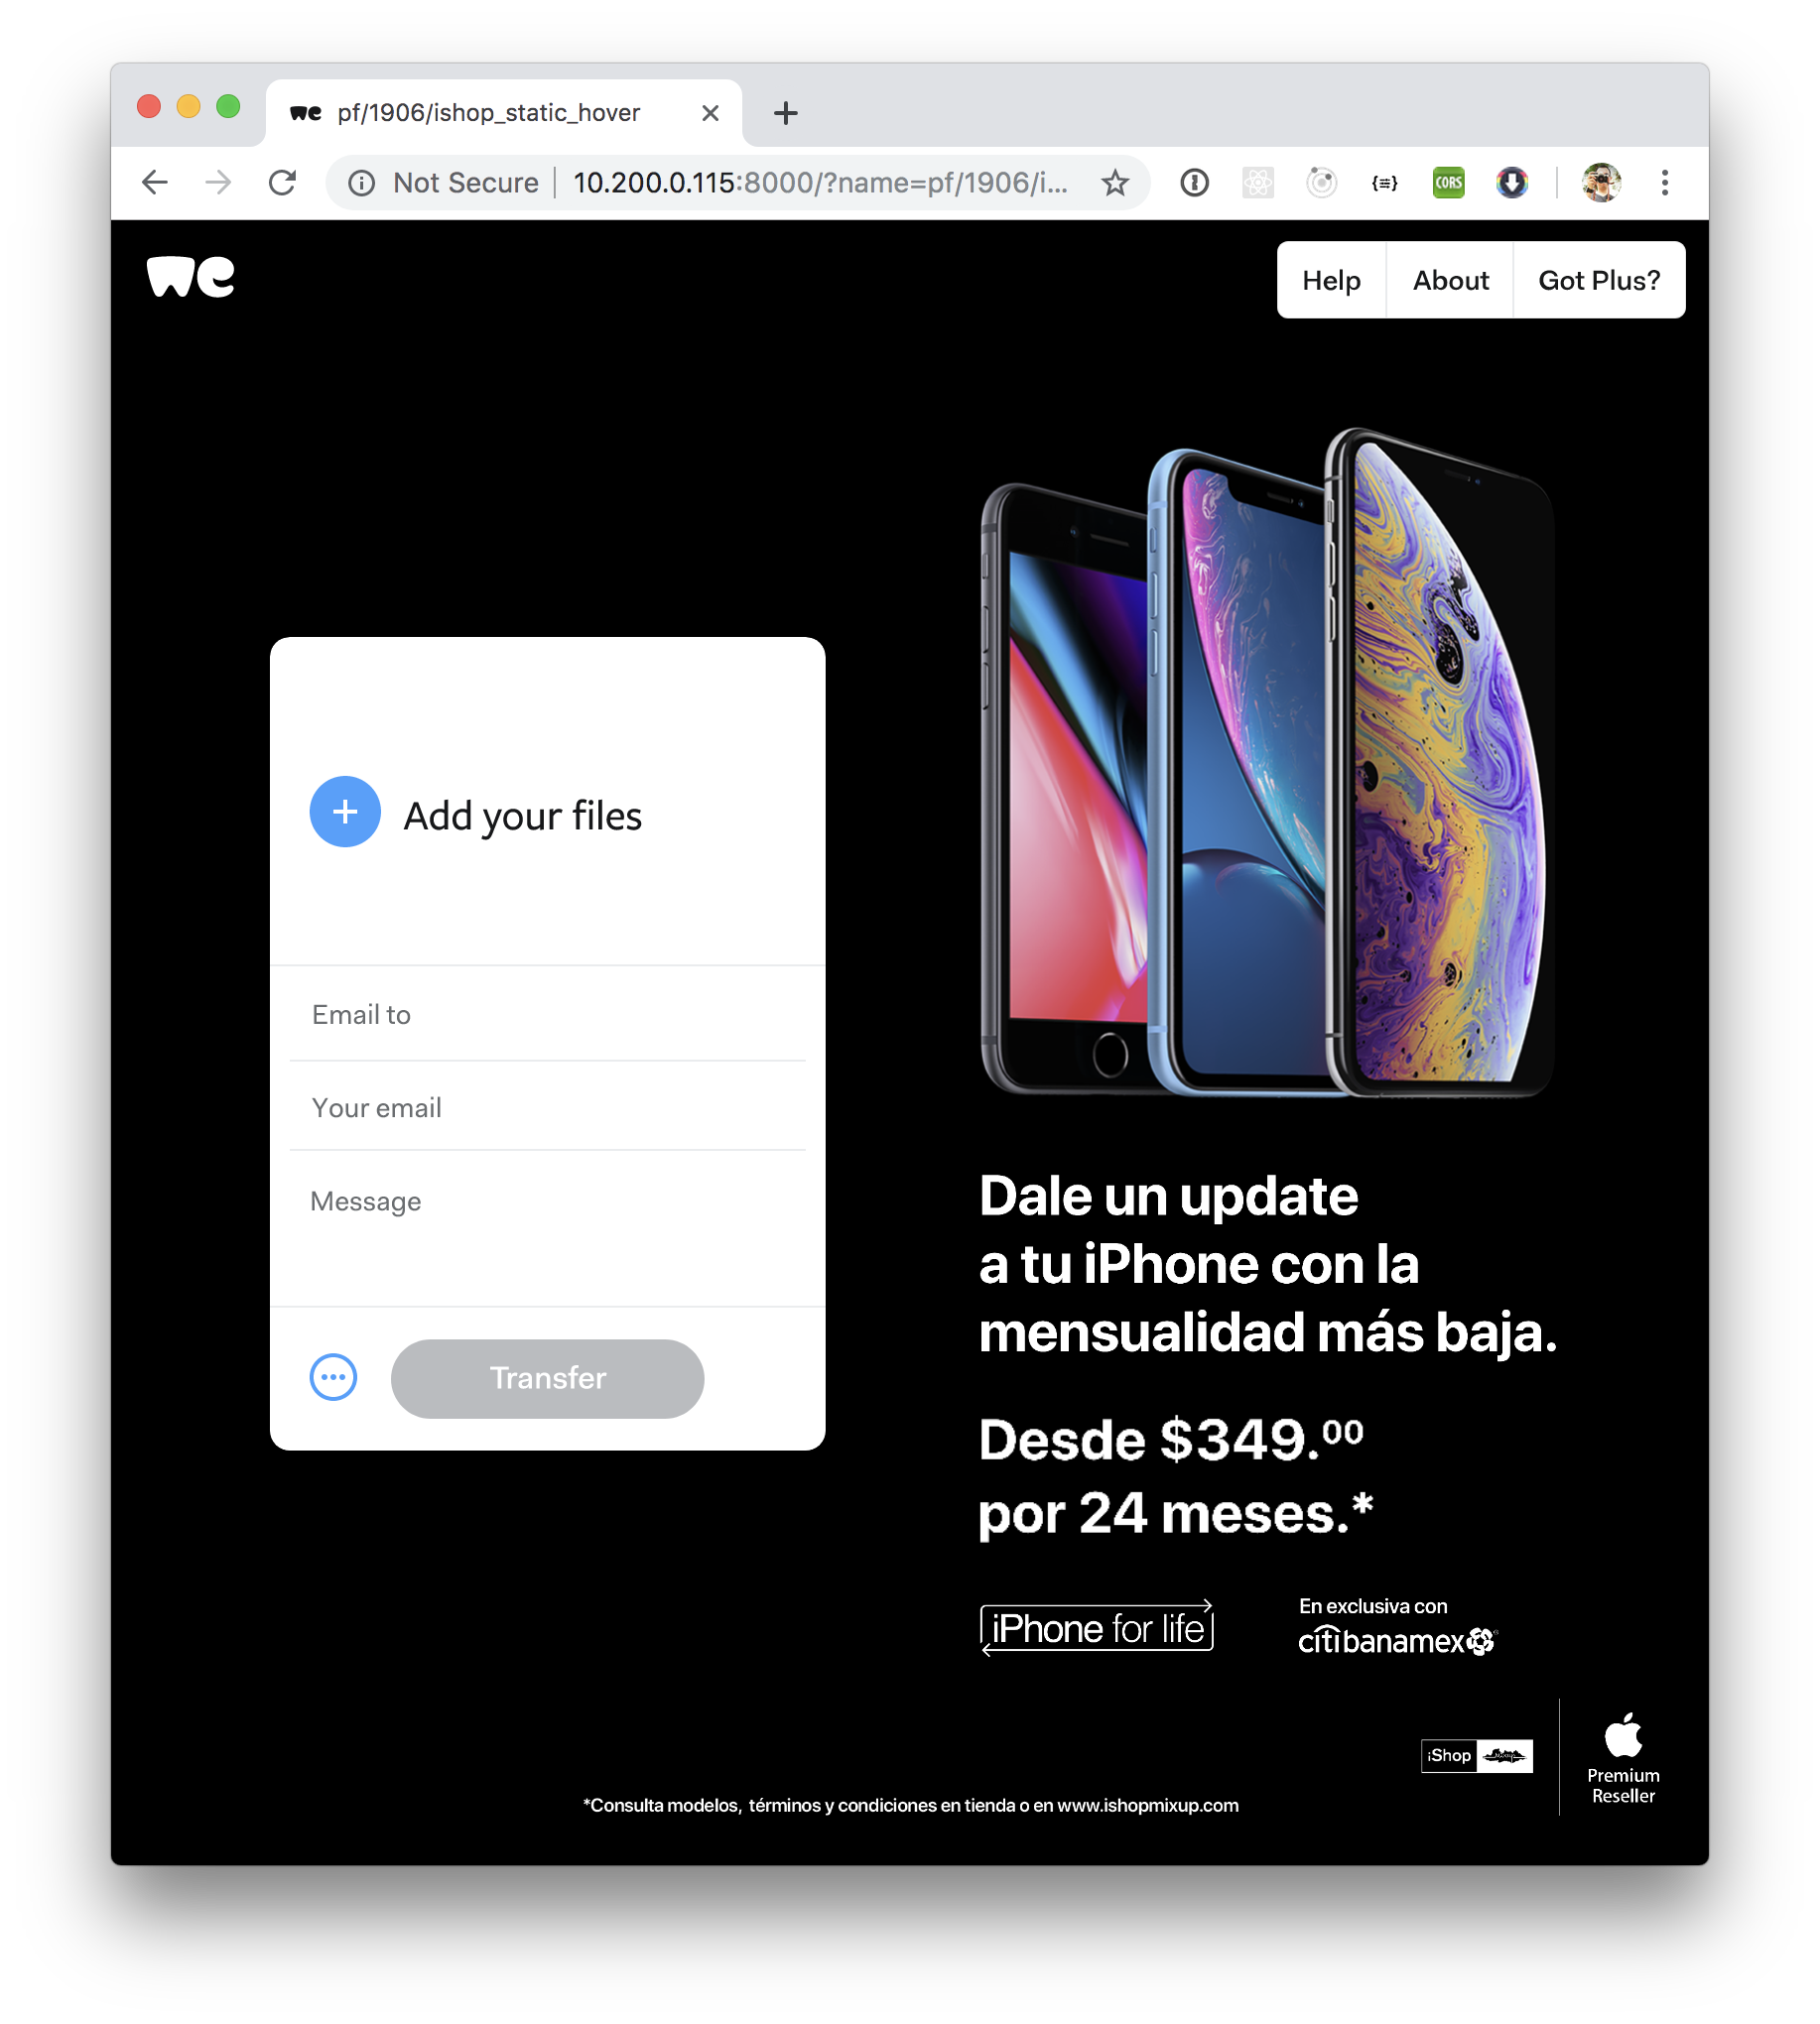 we pf/1906/ishop_static_hover
Not Secure 10.200.0.115:8000/?name=pf/1906/i...
{≡} CORS
we
Help About Got Plus?
Add your files
Email to
Your email
Message
Transfer
Dale un update
a tu iPhone con la
mensualidad más baja.
Desde $349.00
por 24 meses.*
iPhone for life
En exclusiva con
citibanamex
iShop
Premium
Reseller
*Consulta modelos, términos y condiciones en tienda o en www.ishopmixup.com